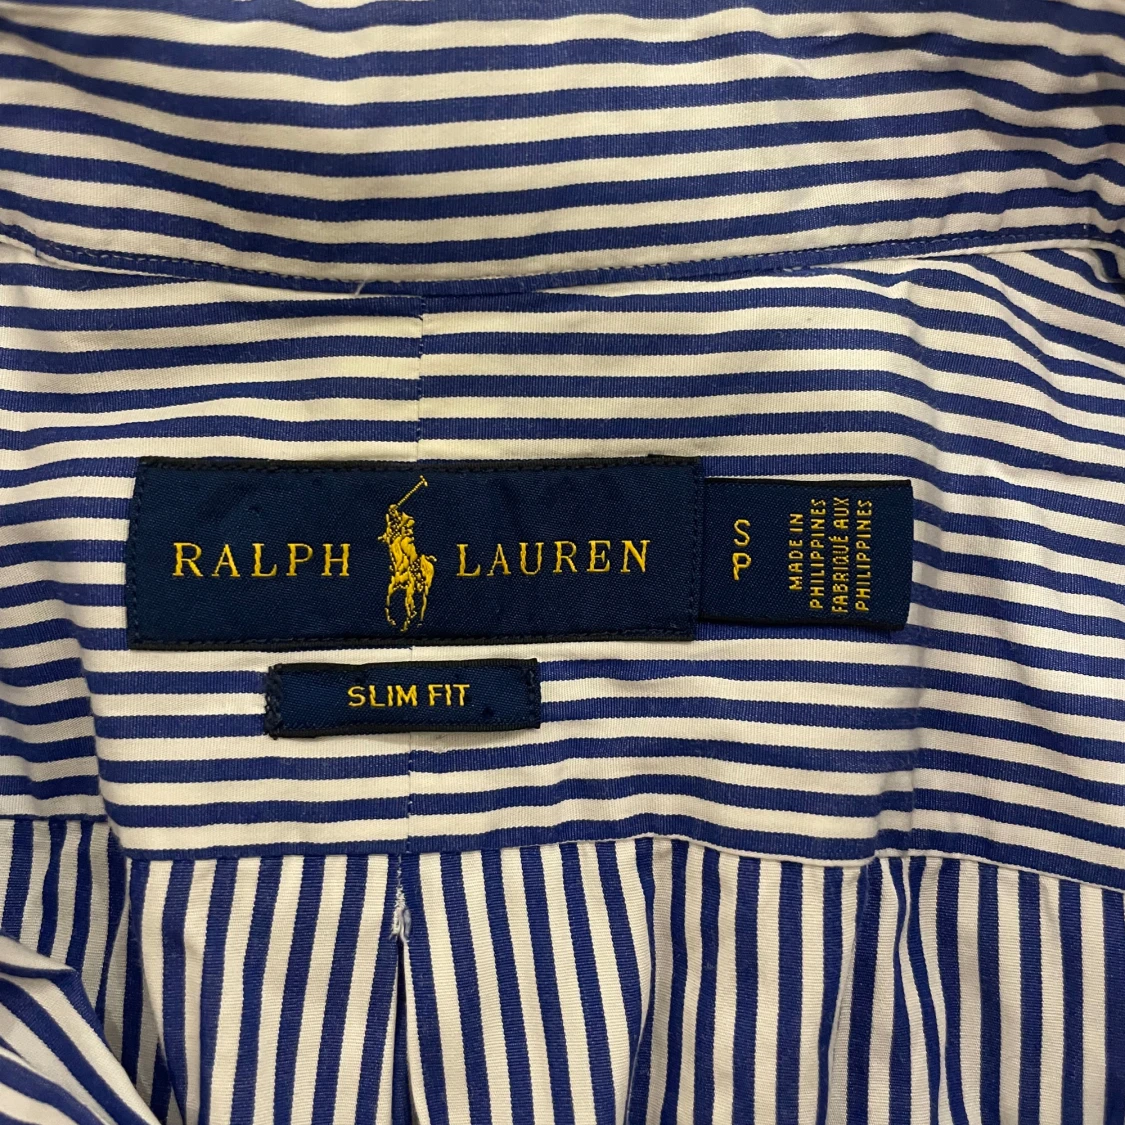 RALPH LAUREN
S
P
MADE IN
PHILIPPINES
FABRIQUÉ AUX
PHILIPPINES
SLIM FIT